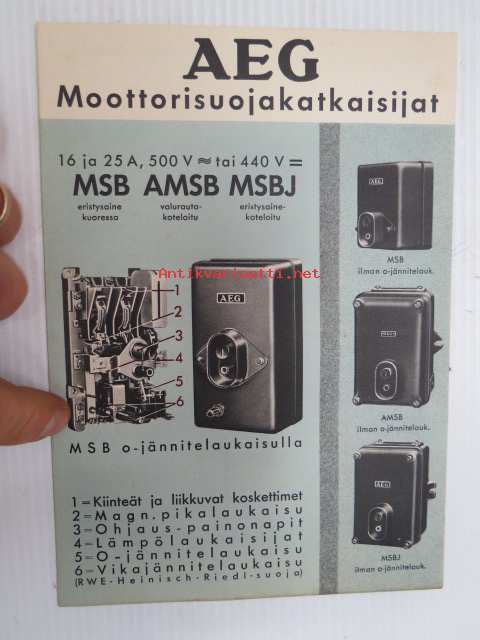 AEG
Moottorisuojakatkaisijat
16 ja 25 A, 500 V ≈ tai 440 V =
MSB AMSB MSBJ
eristysaine valurauta- eristysaine-
kuoressa koteloitu koteloitu
Antikvariaatti.net
1
2
3
4
5
6
AEG
MSB o-jännitelaukaisulla
1=Kiinteät ja liikkuvat koskettimet
2=Magn.pikalaukaisu
3=Ohjaus-painonapit
4=Lämpölaukaisijat
5=O-jännitelaukaisu
6=Vikajännitelaukaisu
(RWE-Heinisch-Riedl-suoja)
AEG
MSB
ilman o-jännitelauk.
AMSB
ilman o-jännitelauk.
AEG
MSBJ
ilman o-jännitelauk.